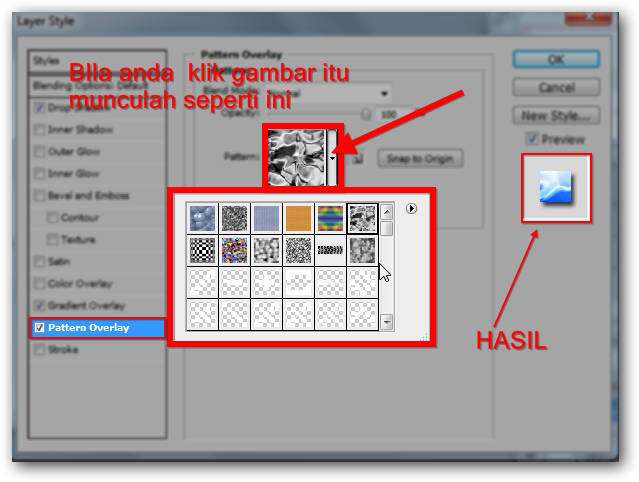 Layer Style
Styles
Blending Options: Default
Drop Shadow
Inner Shadow
Outer Glow
Inner Glow
Bevel and Emboss
Contour
Texture
Satin
Color Overlay
Gradient Overlay
Pattern Overlay
Stroke
Pattern Overlay
BIla anda klik gambar itu
munculah seperti ini
Blend Mode:
Opacity: 100
Pattern:
Snap to Origin
OK
Cancel
New Style...
Preview
HASIL